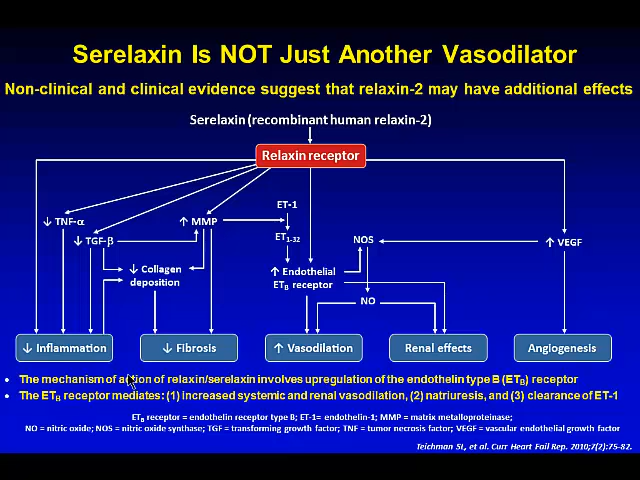 Serelaxin Is NOT Just Another Vasodilator
Non-clinical and clinical evidence suggest that relaxin-2 may have additional effects
Serelaxin (recombinant human relaxin-2)
Relaxin receptor
↓ TNF-α
↑ MMP
ET-1
↓ TGF-β
ET1-32
NOS
↑ VEGF
↓ Collagen
deposition
↑ Endothelial
ETB receptor
NO
↓ Inflammation
↓ Fibrosis
↑ Vasodilation
Renal effects
Angiogenesis
• The mechanism of action of relaxin/serelaxin involves upregulation of the endothelin type B (ETB) receptor
• The ETB receptor mediates: (1) increased systemic and renal vasodilation, (2) natriuresis, and (3) clearance of ET-1
ETB receptor = endothelin receptor type B; ET-1= endothelin-1; MMP = matrix metalloproteinase;
NO = nitric oxide; NOS = nitric oxide synthase; TGF = transforming growth factor; TNF = tumor necrosis factor; VEGF = vascular endothelial growth factor
Teichman SL, et al. Curr Heart Fail Rep. 2010;7(2):75-82.